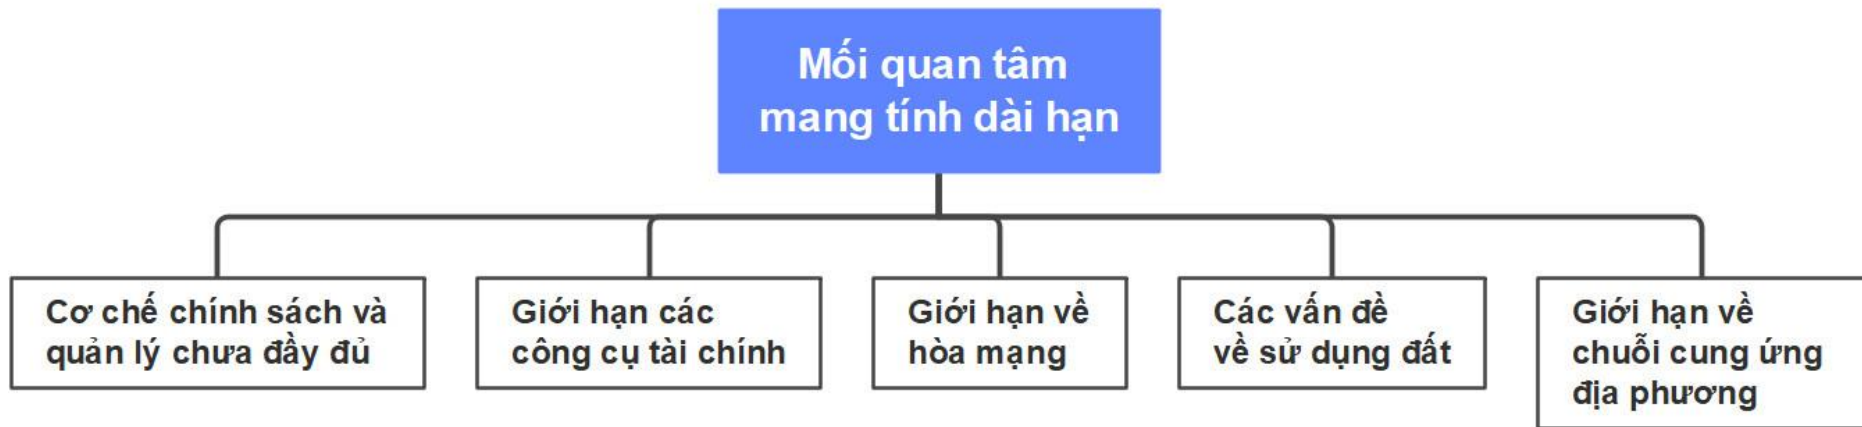 Mối quan tâm
mang tính dài hạn
Cơ chế chính sách và
quản lý chưa đầy đủ
Giới hạn các
công cụ tài chính
Giới hạn về
hòa mạng
Các vấn đề
về sử dụng đất
Giới hạn về
chuỗi cung ứng
địa phương